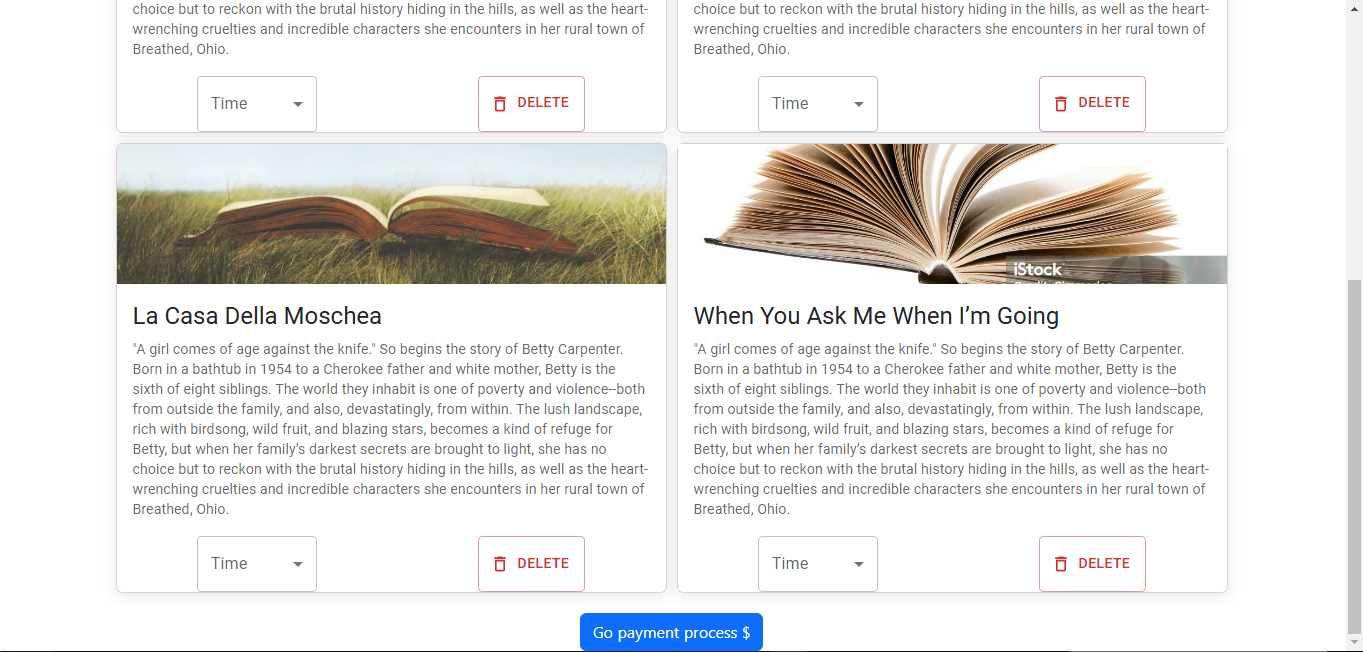 choice but to reckon with the brutal history hiding in the hills, as well as the heart-
wrenching cruelties and incredible characters she encounters in her rural town of
Breathed, Ohio.
Time
DELETE
choice but to reckon with the brutal history hiding in the hills, as well as the heart-
wrenching cruelties and incredible characters she encounters in her rural town of
Breathed, Ohio.
Time
DELETE
La Casa Della Moschea
"A girl comes of age against the knife." So begins the story of Betty Carpenter.
Born in a bathtub in 1954 to a Cherokee father and white mother, Betty is the
sixth of eight siblings. The world they inhabit is one of poverty and violence--both
from outside the family, and also, devastatingly, from within. The lush landscape,
rich with birdsong, wild fruit, and blazing stars, becomes a kind of refuge for
Betty, but when her family’s darkest secrets are brought to light, she has no
choice but to reckon with the brutal history hiding in the hills, as well as the heart-
wrenching cruelties and incredible characters she encounters in her rural town of
Breathed, Ohio.
Time
DELETE
iStock
When You Ask Me When I’m Going
"A girl comes of age against the knife." So begins the story of Betty Carpenter.
Born in a bathtub in 1954 to a Cherokee father and white mother, Betty is the
sixth of eight siblings. The world they inhabit is one of poverty and violence--both
from outside the family, and also, devastatingly, from within. The lush landscape,
rich with birdsong, wild fruit, and blazing stars, becomes a kind of refuge for
Betty, but when her family’s darkest secrets are brought to light, she has no
choice but to reckon with the brutal history hiding in the hills, as well as the heart-
wrenching cruelties and incredible characters she encounters in her rural town of
Breathed, Ohio.
Time
DELETE
Go payment process $